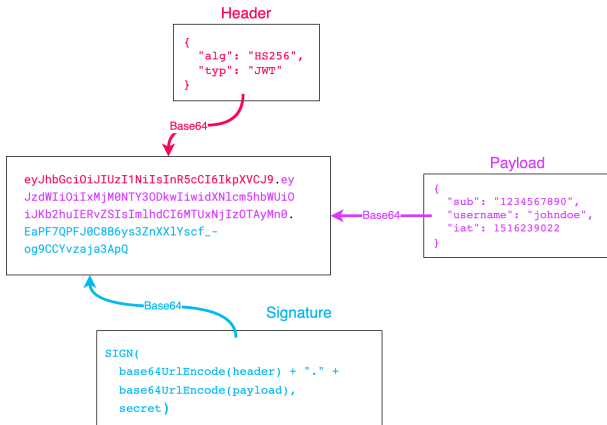 Header
{
"alg": "HS256",
"typ": "JWT"
}
Base64
eyJhbGciOiJIUzI1NiIsInR5cCI6IkpXVCJ9.ey
JzdWIiOiIxMjM0NTY3ODkwIiwidXNlcm5hbWUiO
iJKb2huIERvZSIsImlhdCI6MTUxNjIzOTAyMn0.
EaPF7QPFJ0C8B6ys3ZnXXlYscf_-
og9CCYvzaja3ApQ
Base64
Payload
{
"sub": "1234567890",
"username": "johndoe",
"iat": 1516239022
}
Base64
Signature
SIGN(
base64UrlEncode(header) + "." +
base64UrlEncode(payload),
secret)